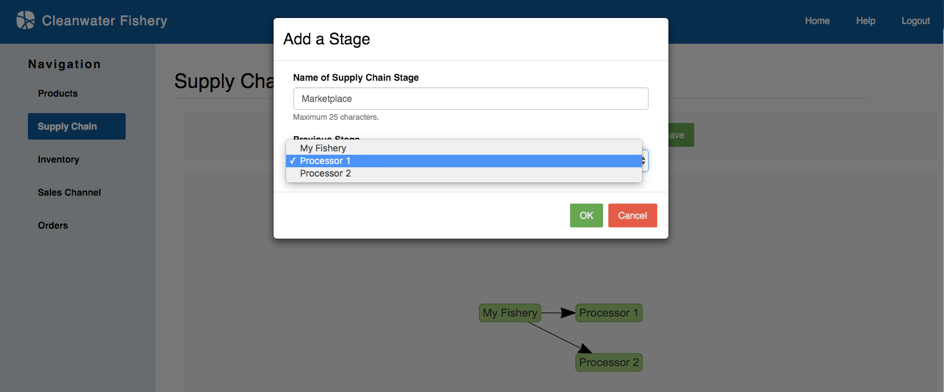 Cleanwater Fishery
Home
Help
Logout
Navigation
Products
Supply Chain
Inventory
Sales Channel
Orders
Supply Cha
Add a Stage
Name of Supply Chain Stage
Marketplace
Maximum 25 characters.
Previous Stage
My Fishery
✓ Processor 1
Processor 2
OK
Cancel
ave
My Fishery
Processor 1
Processor 2